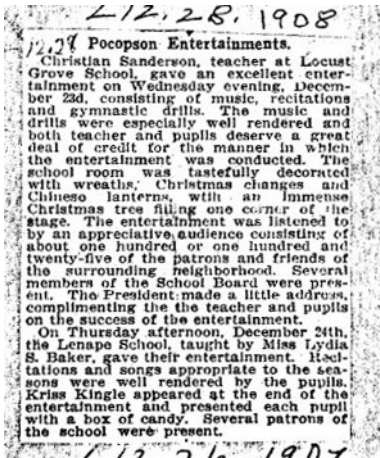 L 12.28.1908
12.28 Pocopson Entertainments.
Christian Sanderson, teacher at Locust
Grove School, gave an excellent enter-
tainment on Wednesday evening, Decem-
ber 23d, consisting of music, recitations
and gymnastic drills. The music and
drills were especially well rendered and
both teacher and pupils deserve a great
deal of credit for the manner in which
the entertainment was conducted. The
school room was tastefully decorated
with wreaths, Christmas changes and
Chinese lanterns, wtih an immense
Christmas tree filling one corner of the
stage. The entertainment was listened to
by an appreciative audience consisting of
about one hundred or one hundred and
twenty-five of the patrons and friends of
the surrounding neighborhood. Several
members of the School Board were pres-
ent. The President made a little address,
complimenting the the teacher and pupils
on the success of the entertainment.
On Thursday afternoon, December 24th,
the Lenape School, taught by Miss Lydia
S. Baker, gave their entertainment. Reci-
tations and songs appropriate to the sea-
sons were well rendered by the pupils.
Kriss Kingle appeared at the end of the
entertainment and presented each pupil
with a box of candy. Several patrons of
the school were present.